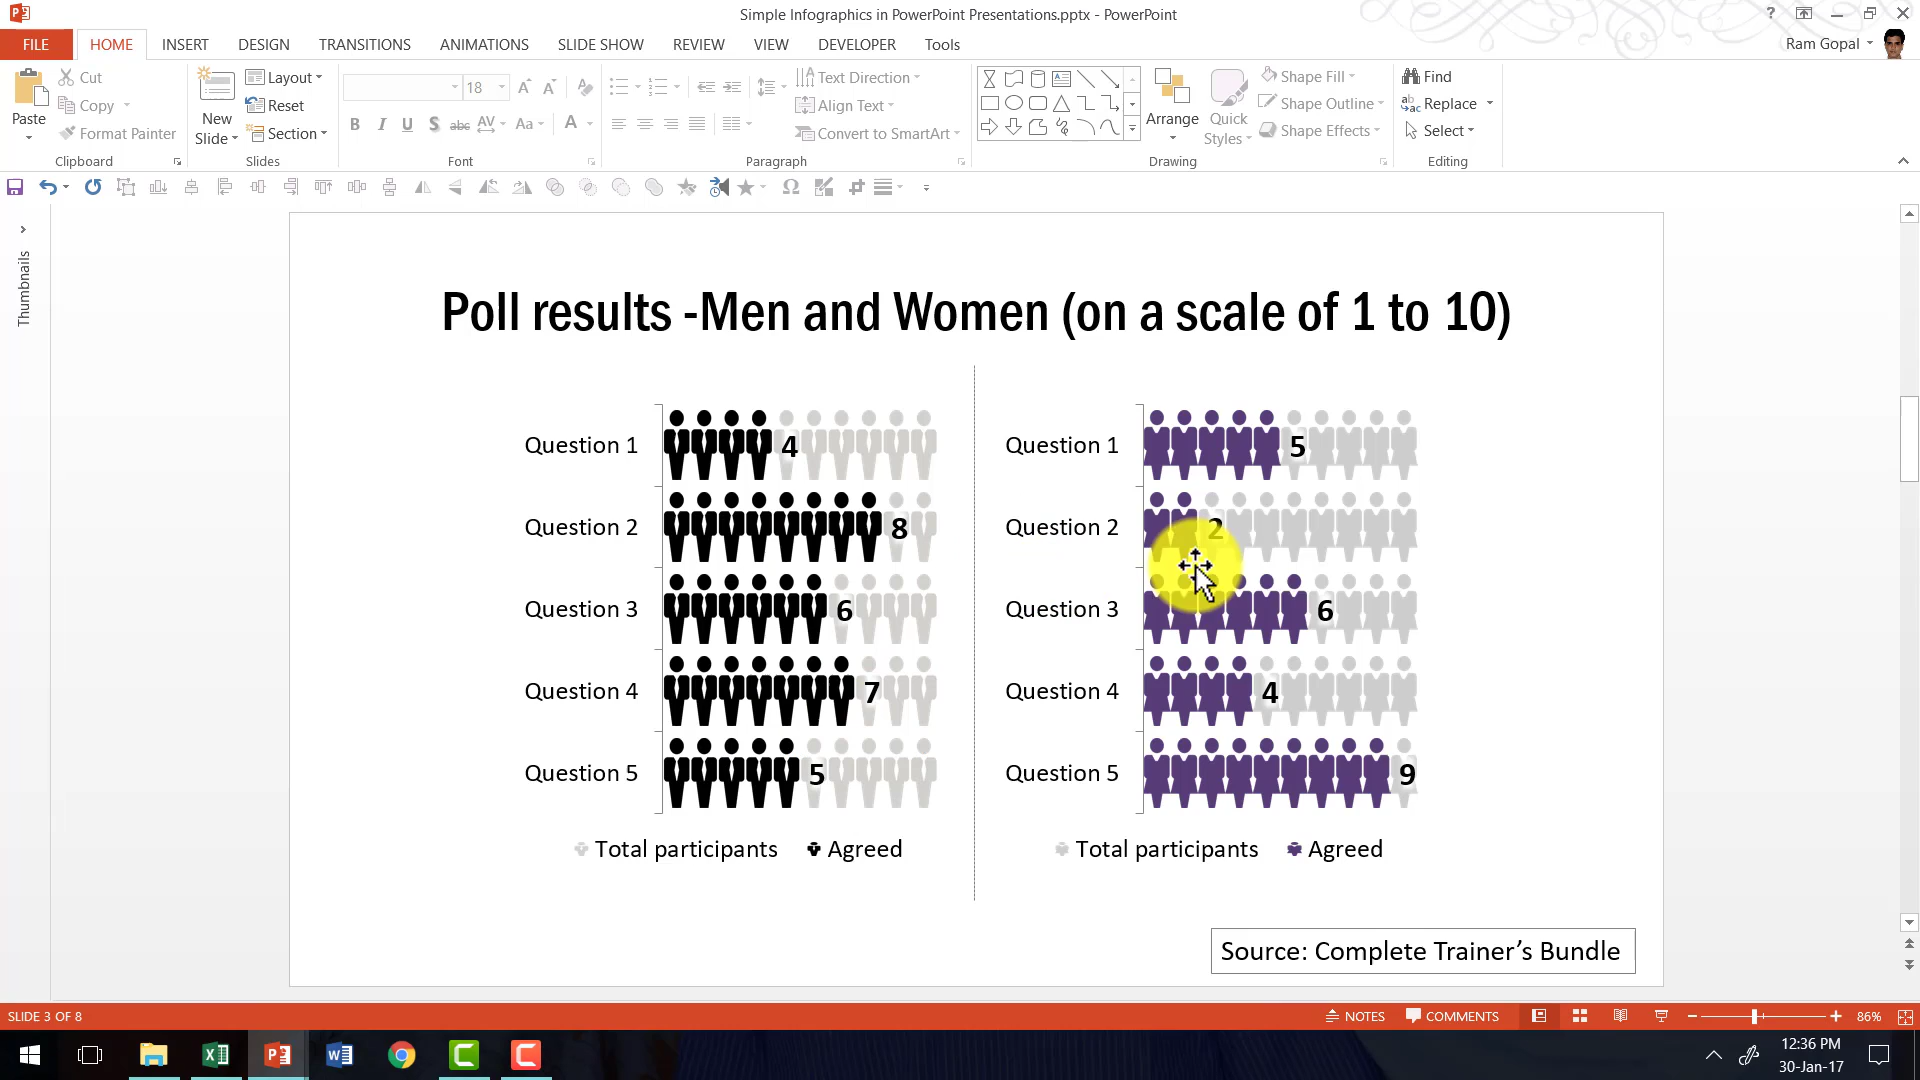 Simple Infographics in PowerPoint Presentations.pptx - PowerPoint
?
FILE HOME INSERT DESIGN TRANSITIONS ANIMATIONS SLIDE SHOW REVIEW VIEW DEVELOPER Tools
Ram Gopal
Paste
Cut
Copy
Format Painter
Clipboard
New
Slide
Layout
Reset
Section
Slides
18
B I U S abc AV Aa A
Font
Text Direction
Align Text
Convert to SmartArt
Paragraph
Arrange
Quick
Styles
Shape Fill
Shape Outline
Shape Effects
Drawing
Find
Replace
Select
Editing
Thumbnails
Poll results -Men and Women (on a scale of 1 to 10)
Question 1 4
Question 2 8
Question 3 6
Question 4 7
Question 5 5
Total participants Agreed
Question 1 5
Question 2 2
Question 3 6
Question 4 4
Question 5 9
Total participants Agreed
Source: Complete Trainer’s Bundle
SLIDE 3 OF 8
NOTES COMMENTS 86%
12:36 PM
30-Jan-17